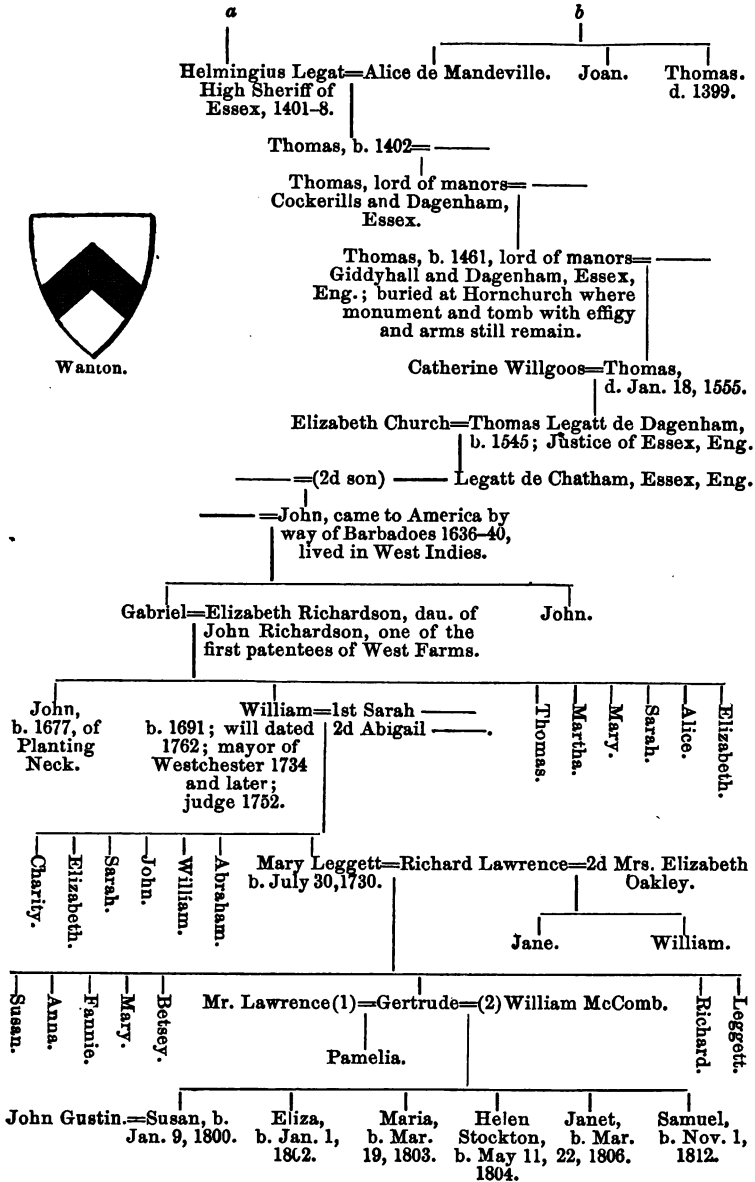 a b
Helmingius Legat=Alice de Mandeville. Joan. Thomas.
High Sheriff of d. 1399.
Essex, 1401–8.
Thomas, b. 1402=
Thomas, lord of manors=
Cockerills and Dagenham,
Essex.
Thomas, b. 1461, lord of manors=
Giddyhall and Dagenham, Essex,
Eng.; buried at Hornchurch where
monument and tomb with effigy
and arms still remain.
Wanton.
Catherine Willgoos=Thomas,
d. Jan. 18, 1555.
Elizabeth Church=Thomas Legatt de Dagenham,
b. 1545; Justice of Essex, Eng.
=(2d son) Legatt de Chatham, Essex, Eng.
=John, came to America by
way of Barbadoes 1636–40,
lived in West Indies.
Gabriel=Elizabeth Richardson, dau. of John.
John Richardson, one of the
first patentees of West Farms.
John,
b. 1677, of
Planting
Neck.
William=1st Sarah
b. 1691; will dated 2d Abigail .
1762; mayor of
Westchester 1734
and later;
judge 1752.
Thomas.
Martha.
Mary.
Sarah.
Alice.
Elizabeth.
Charity.
Elizabeth.
Sarah.
John.
William.
Abraham.
Mary Leggett=Richard Lawrence=2d Mrs. Elizabeth
b. July 30, 1730. Oakley.
Jane. William.
Susan.
Anna.
Fannie.
Mary.
Betsey.
Mr. Lawrence (1)=Gertrude=(2) William McComb.
Richard.
Leggett.
Pamelia.
John Gustin.=Susan, b.
Jan. 9, 1800.
Eliza,
b. Jan. 1,
1802.
Maria,
b. Mar.
19, 1803.
Helen
Stockton,
b. May 11,
1804.
Janet,
b. Mar.
22, 1806.
Samuel,
b. Nov. 1,
1812.